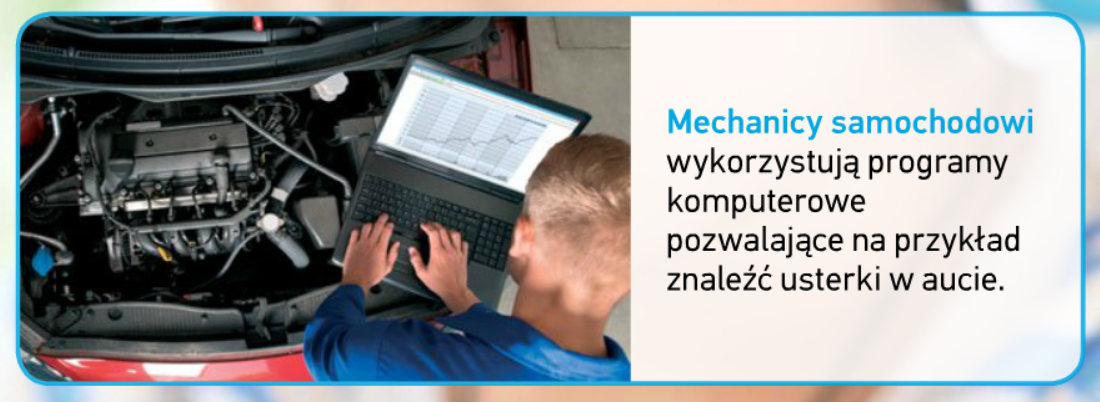 Mechanicy samochodowi
wykorzystują programy
komputerowe
pozwalające na przykład
znaleźć usterki w aucie.